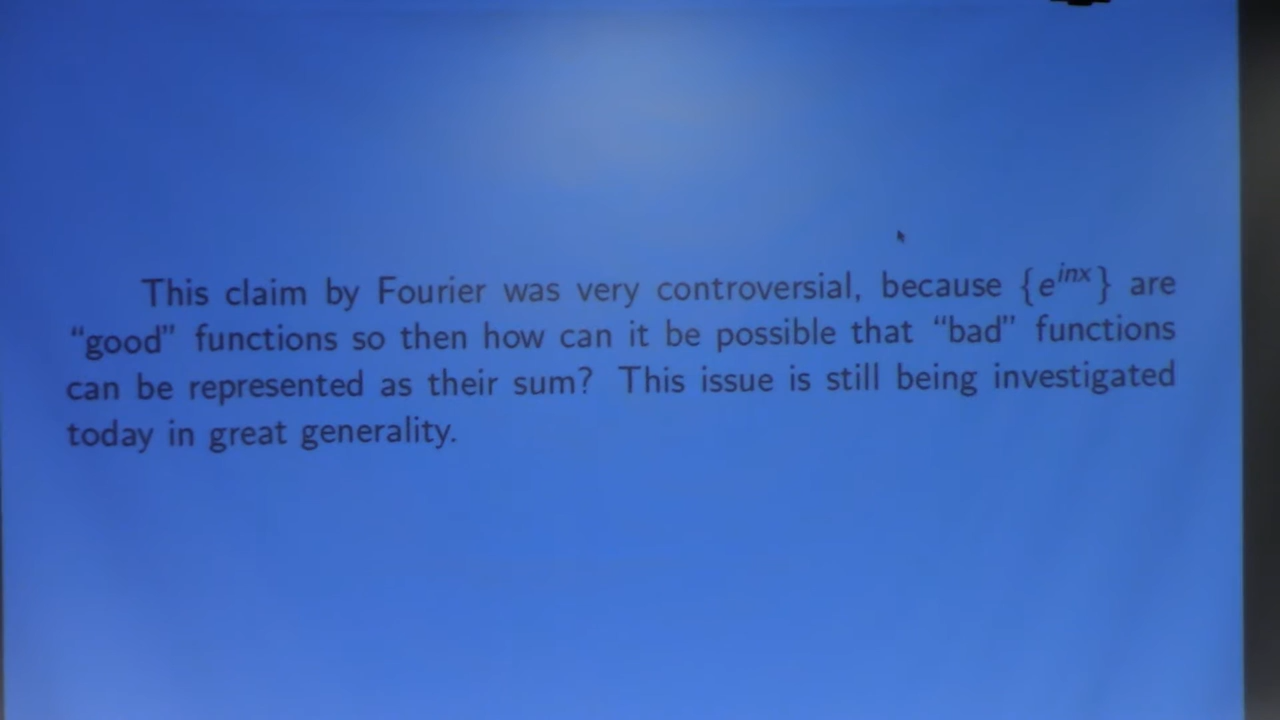 This claim by Fourier was very controversial, because {e^{inx}} are
“good” functions so then how can it be possible that “bad” functions
can be represented as their sum? This issue is still being investigated
today in great generality.